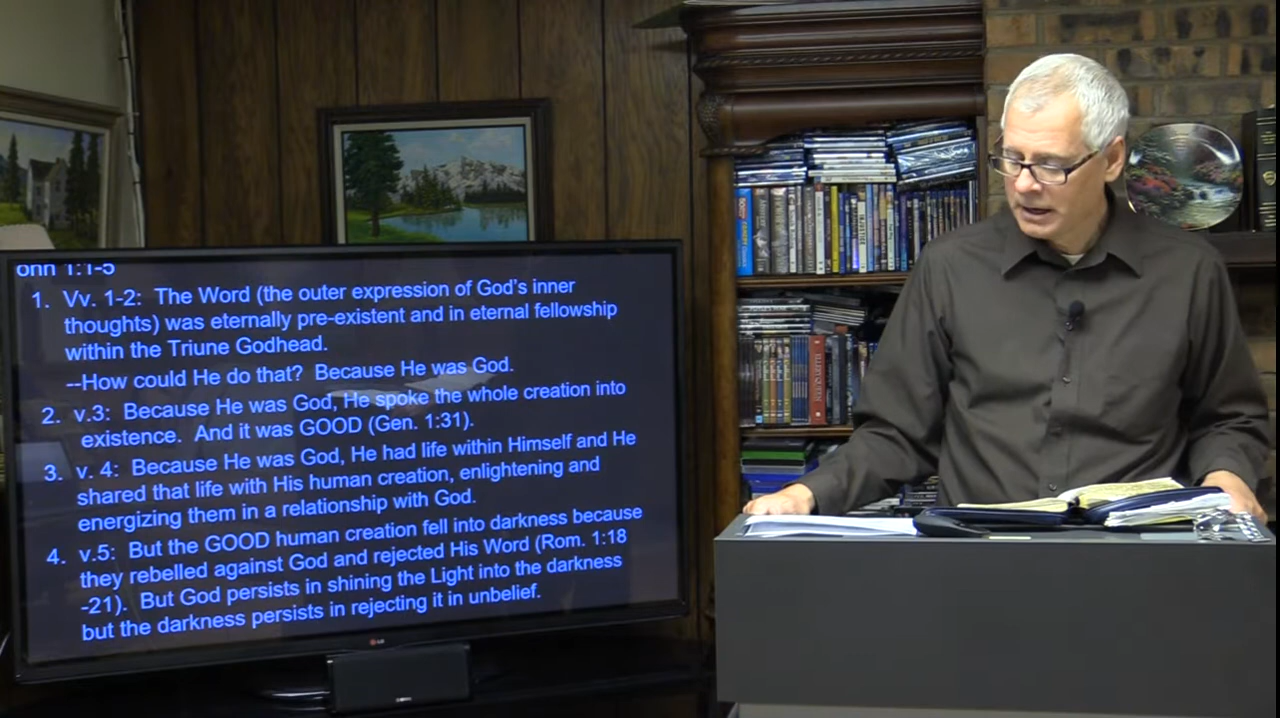 ohn 1:1-5
1. Vv. 1-2: The Word (the outer expression of God's inner
thoughts) was eternally pre-existent and in eternal fellowship
within the Triune Godhead.
--How could He do that? Because He was God.
2. v.3: Because He was God, He spoke the whole creation into
existence. And it was GOOD (Gen. 1:31).
3. v. 4: Because He was God, He had life within Himself and He
shared that life with His human creation, enlightening and
energizing them in a relationship with God.
4. v.5: But the GOOD human creation fell into darkness because
they rebelled against God and rejected His Word (Rom. 1:18
-21). But God persists in shining the Light into the darkness
but the darkness persists in rejecting it in unbelief.
LG
ELLERY QUEEN